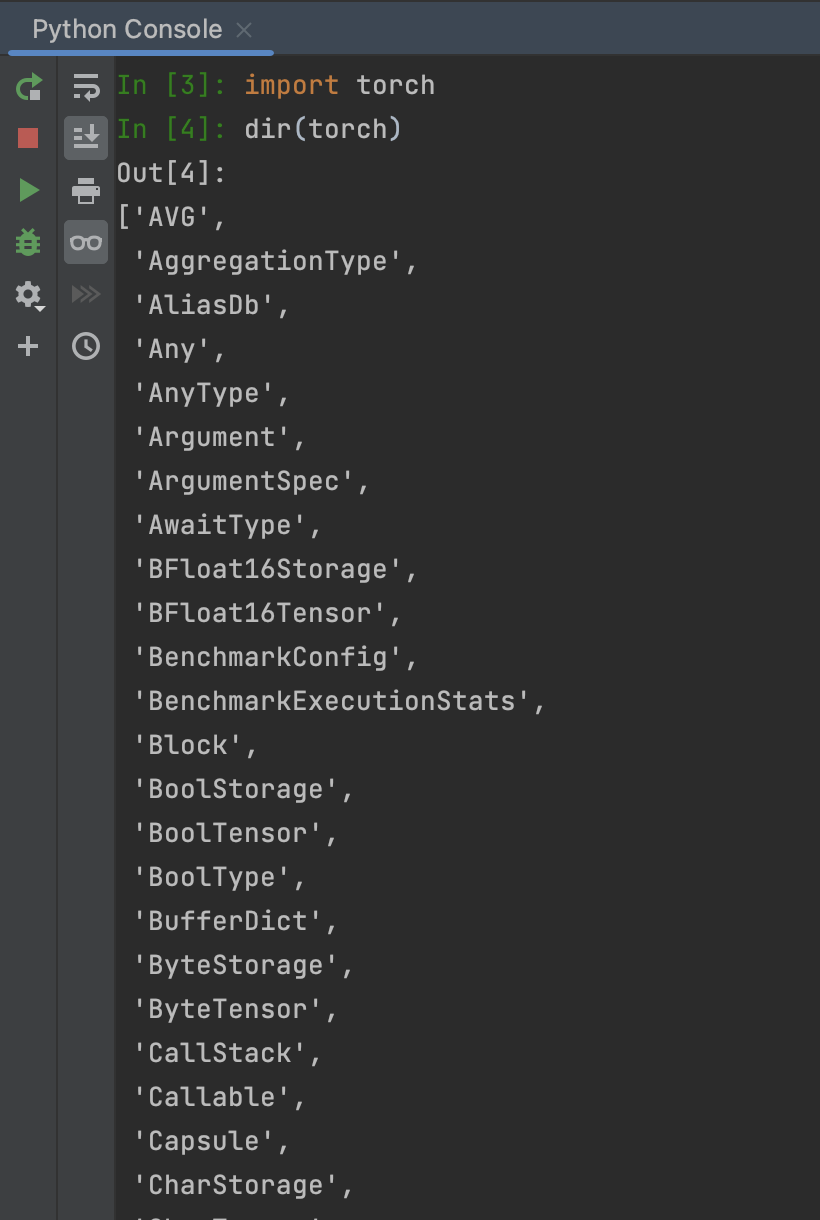 Python Console
In [3]: import torch
In [4]: dir(torch)
Out[4]:
['AVG',
'AggregationType',
'AliasDb',
'Any',
'AnyType',
'Argument',
'ArgumentSpec',
'AwaitType',
'BFloat16Storage',
'BFloat16Tensor',
'BenchmarkConfig',
'BenchmarkExecutionStats',
'Block',
'BoolStorage',
'BoolTensor',
'BoolType',
'BufferDict',
'ByteStorage',
'ByteTensor',
'CallStack',
'Callable',
'Capsule',
'CharStorage',